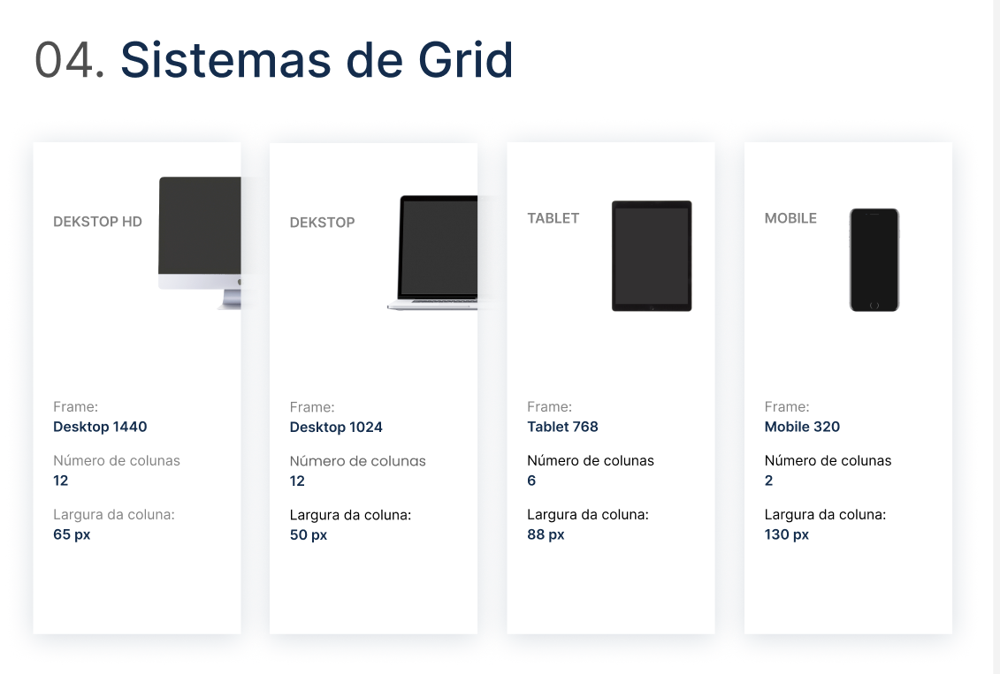 04. Sistemas de Grid
DEKSTOP HD
Frame:
Desktop 1440
Número de colunas
12
Largura da coluna:
65 px
DEKSTOP
Frame:
Desktop 1024
Número de colunas
12
Largura da coluna:
50 px
TABLET
Frame:
Tablet 768
Número de colunas
6
Largura da coluna:
88 px
MOBILE
Frame:
Mobile 320
Número de colunas
2
Largura da coluna:
130 px